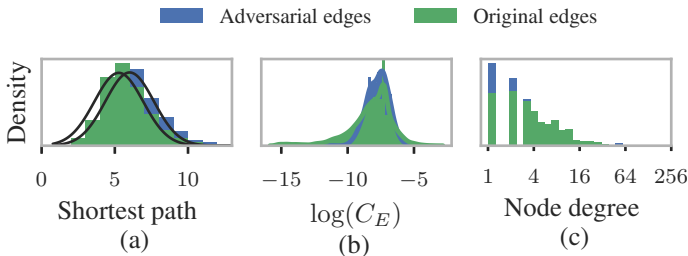 Adversarial edges Original edges
Density
0 5 10
−15 −10 −5
1 4 16 64 256
Shortest path
log(C_E)
Node degree
(a)
(b)
(c)